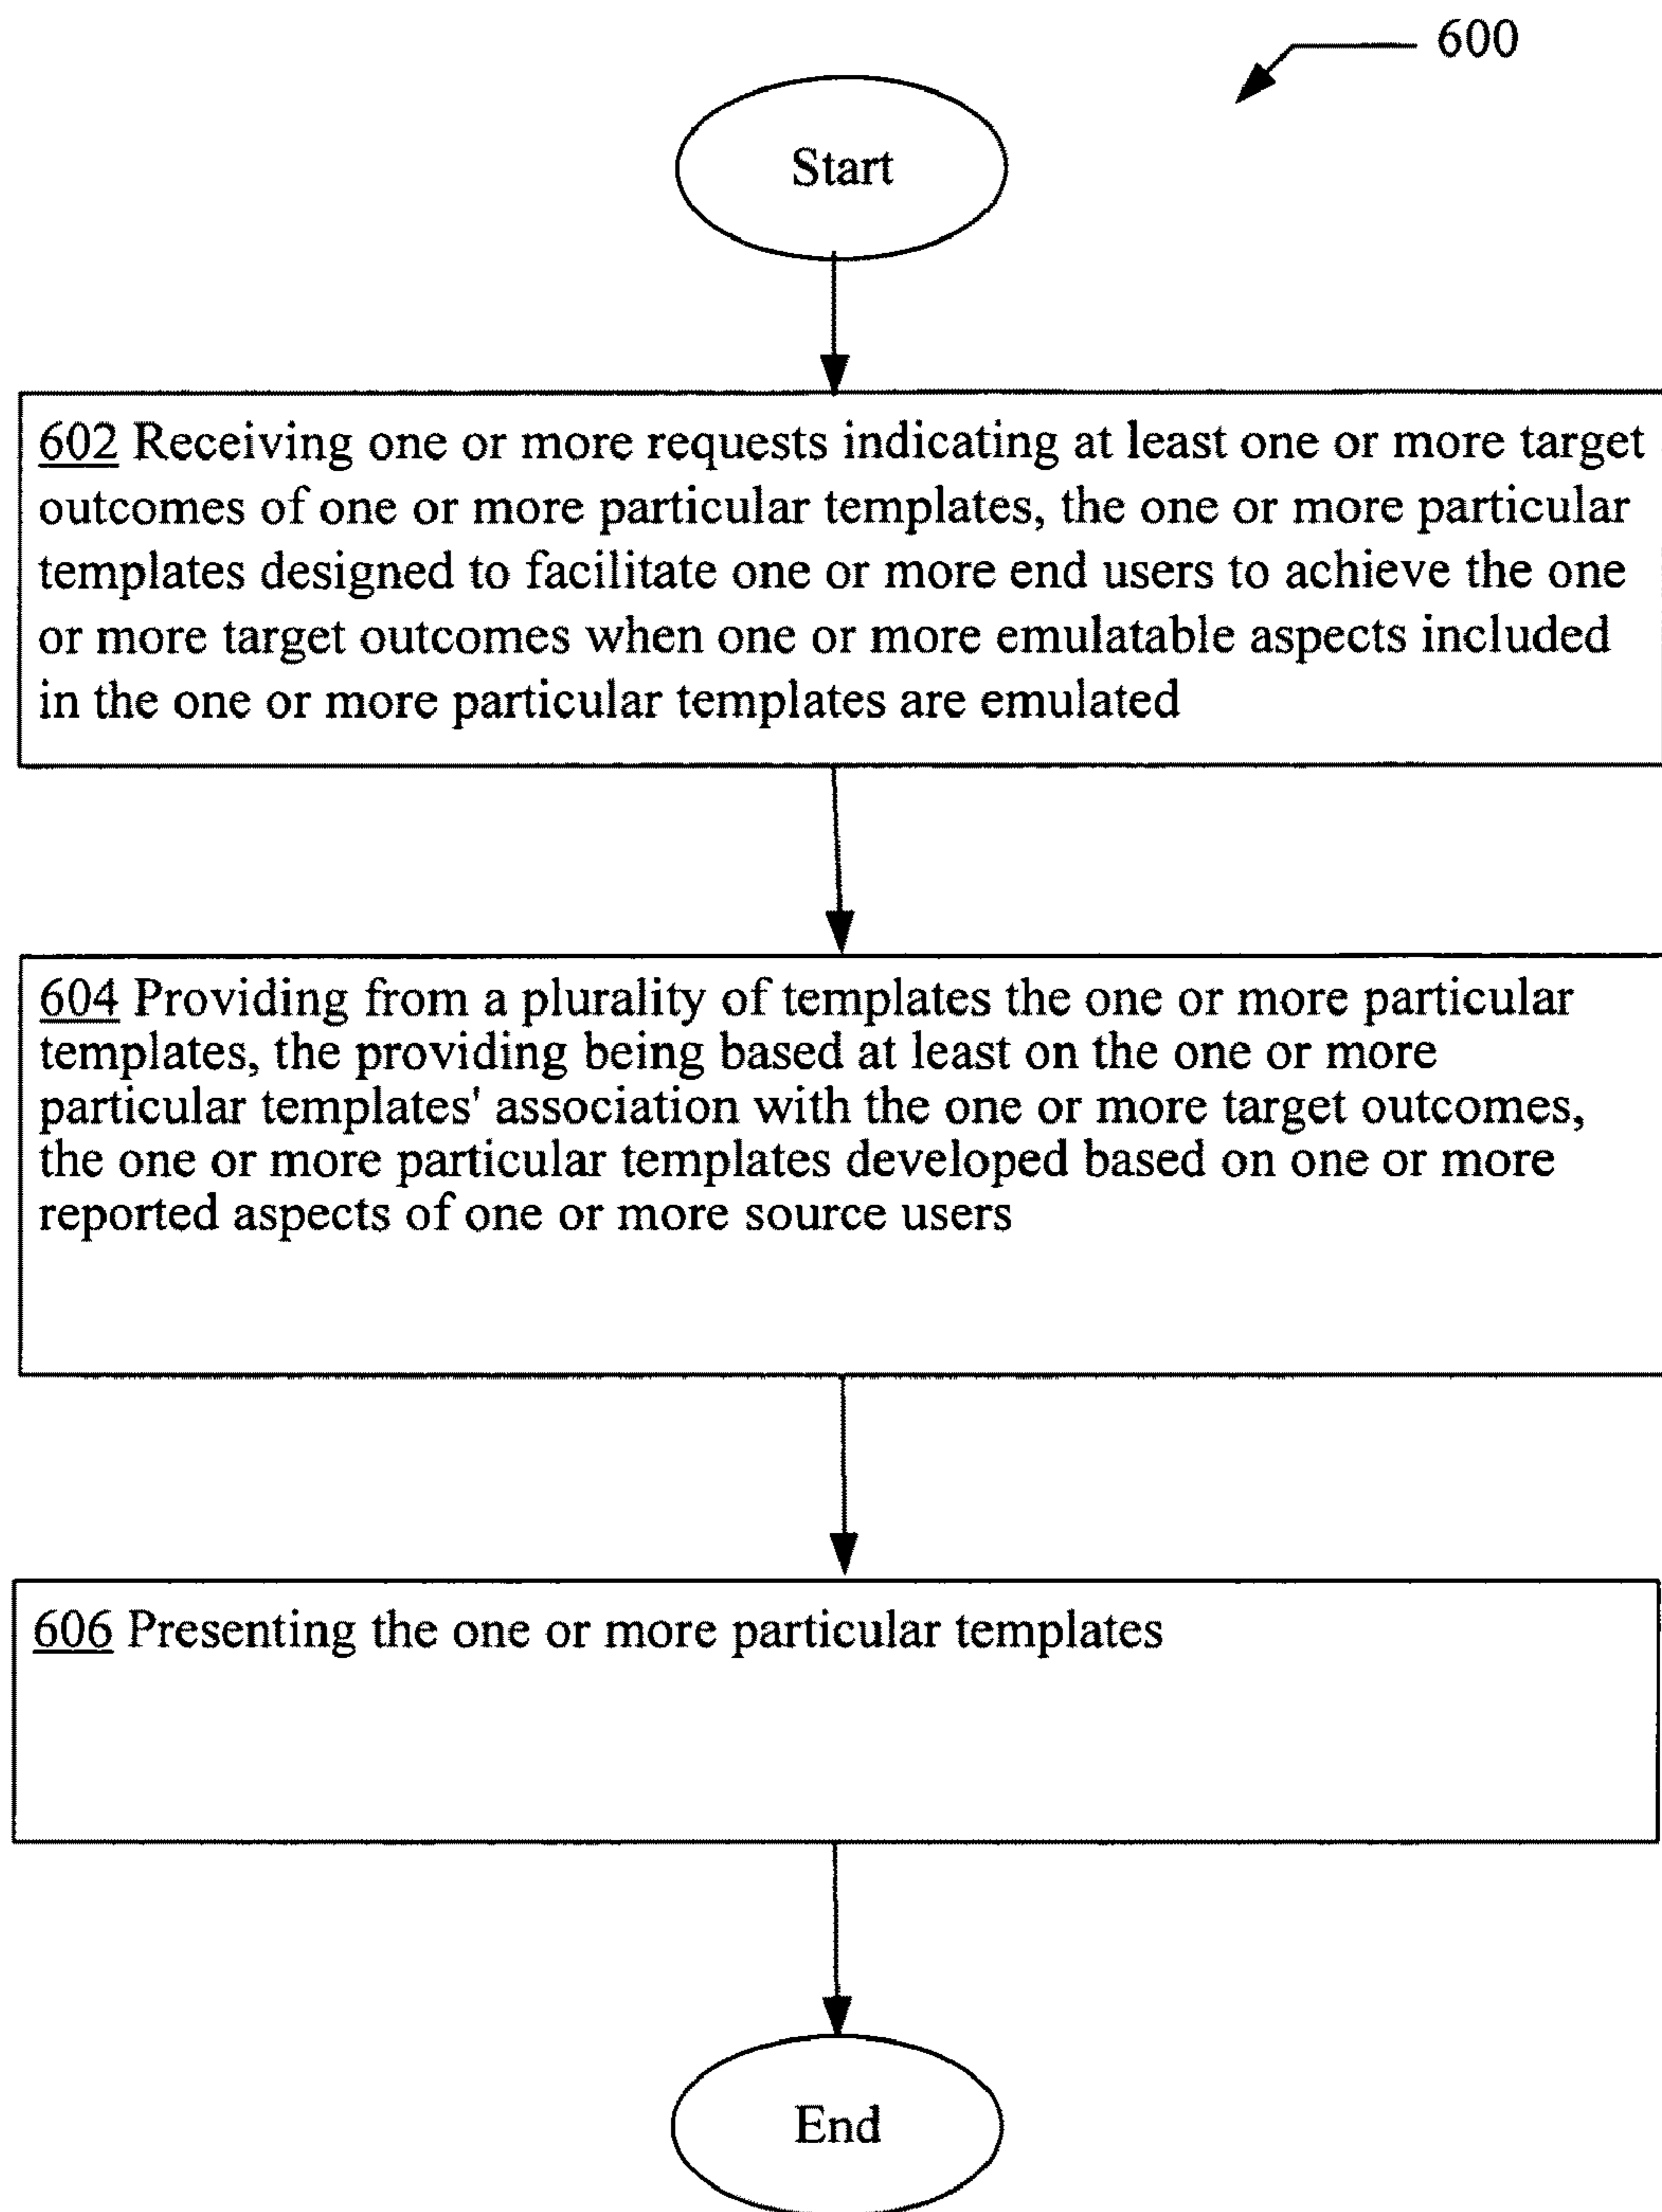 600
Start
602 Receiving one or more requests indicating at least one or more target
outcomes of one or more particular templates, the one or more particular
templates designed to facilitate one or more end users to achieve the one
or more target outcomes when one or more emulatable aspects included
in the one or more particular templates are emulated
604 Providing from a plurality of templates the one or more particular
templates, the providing being based at least on the one or more
particular templates' association with the one or more target outcomes,
the one or more particular templates developed based on one or more
reported aspects of one or more source users
606 Presenting the one or more particular templates
End